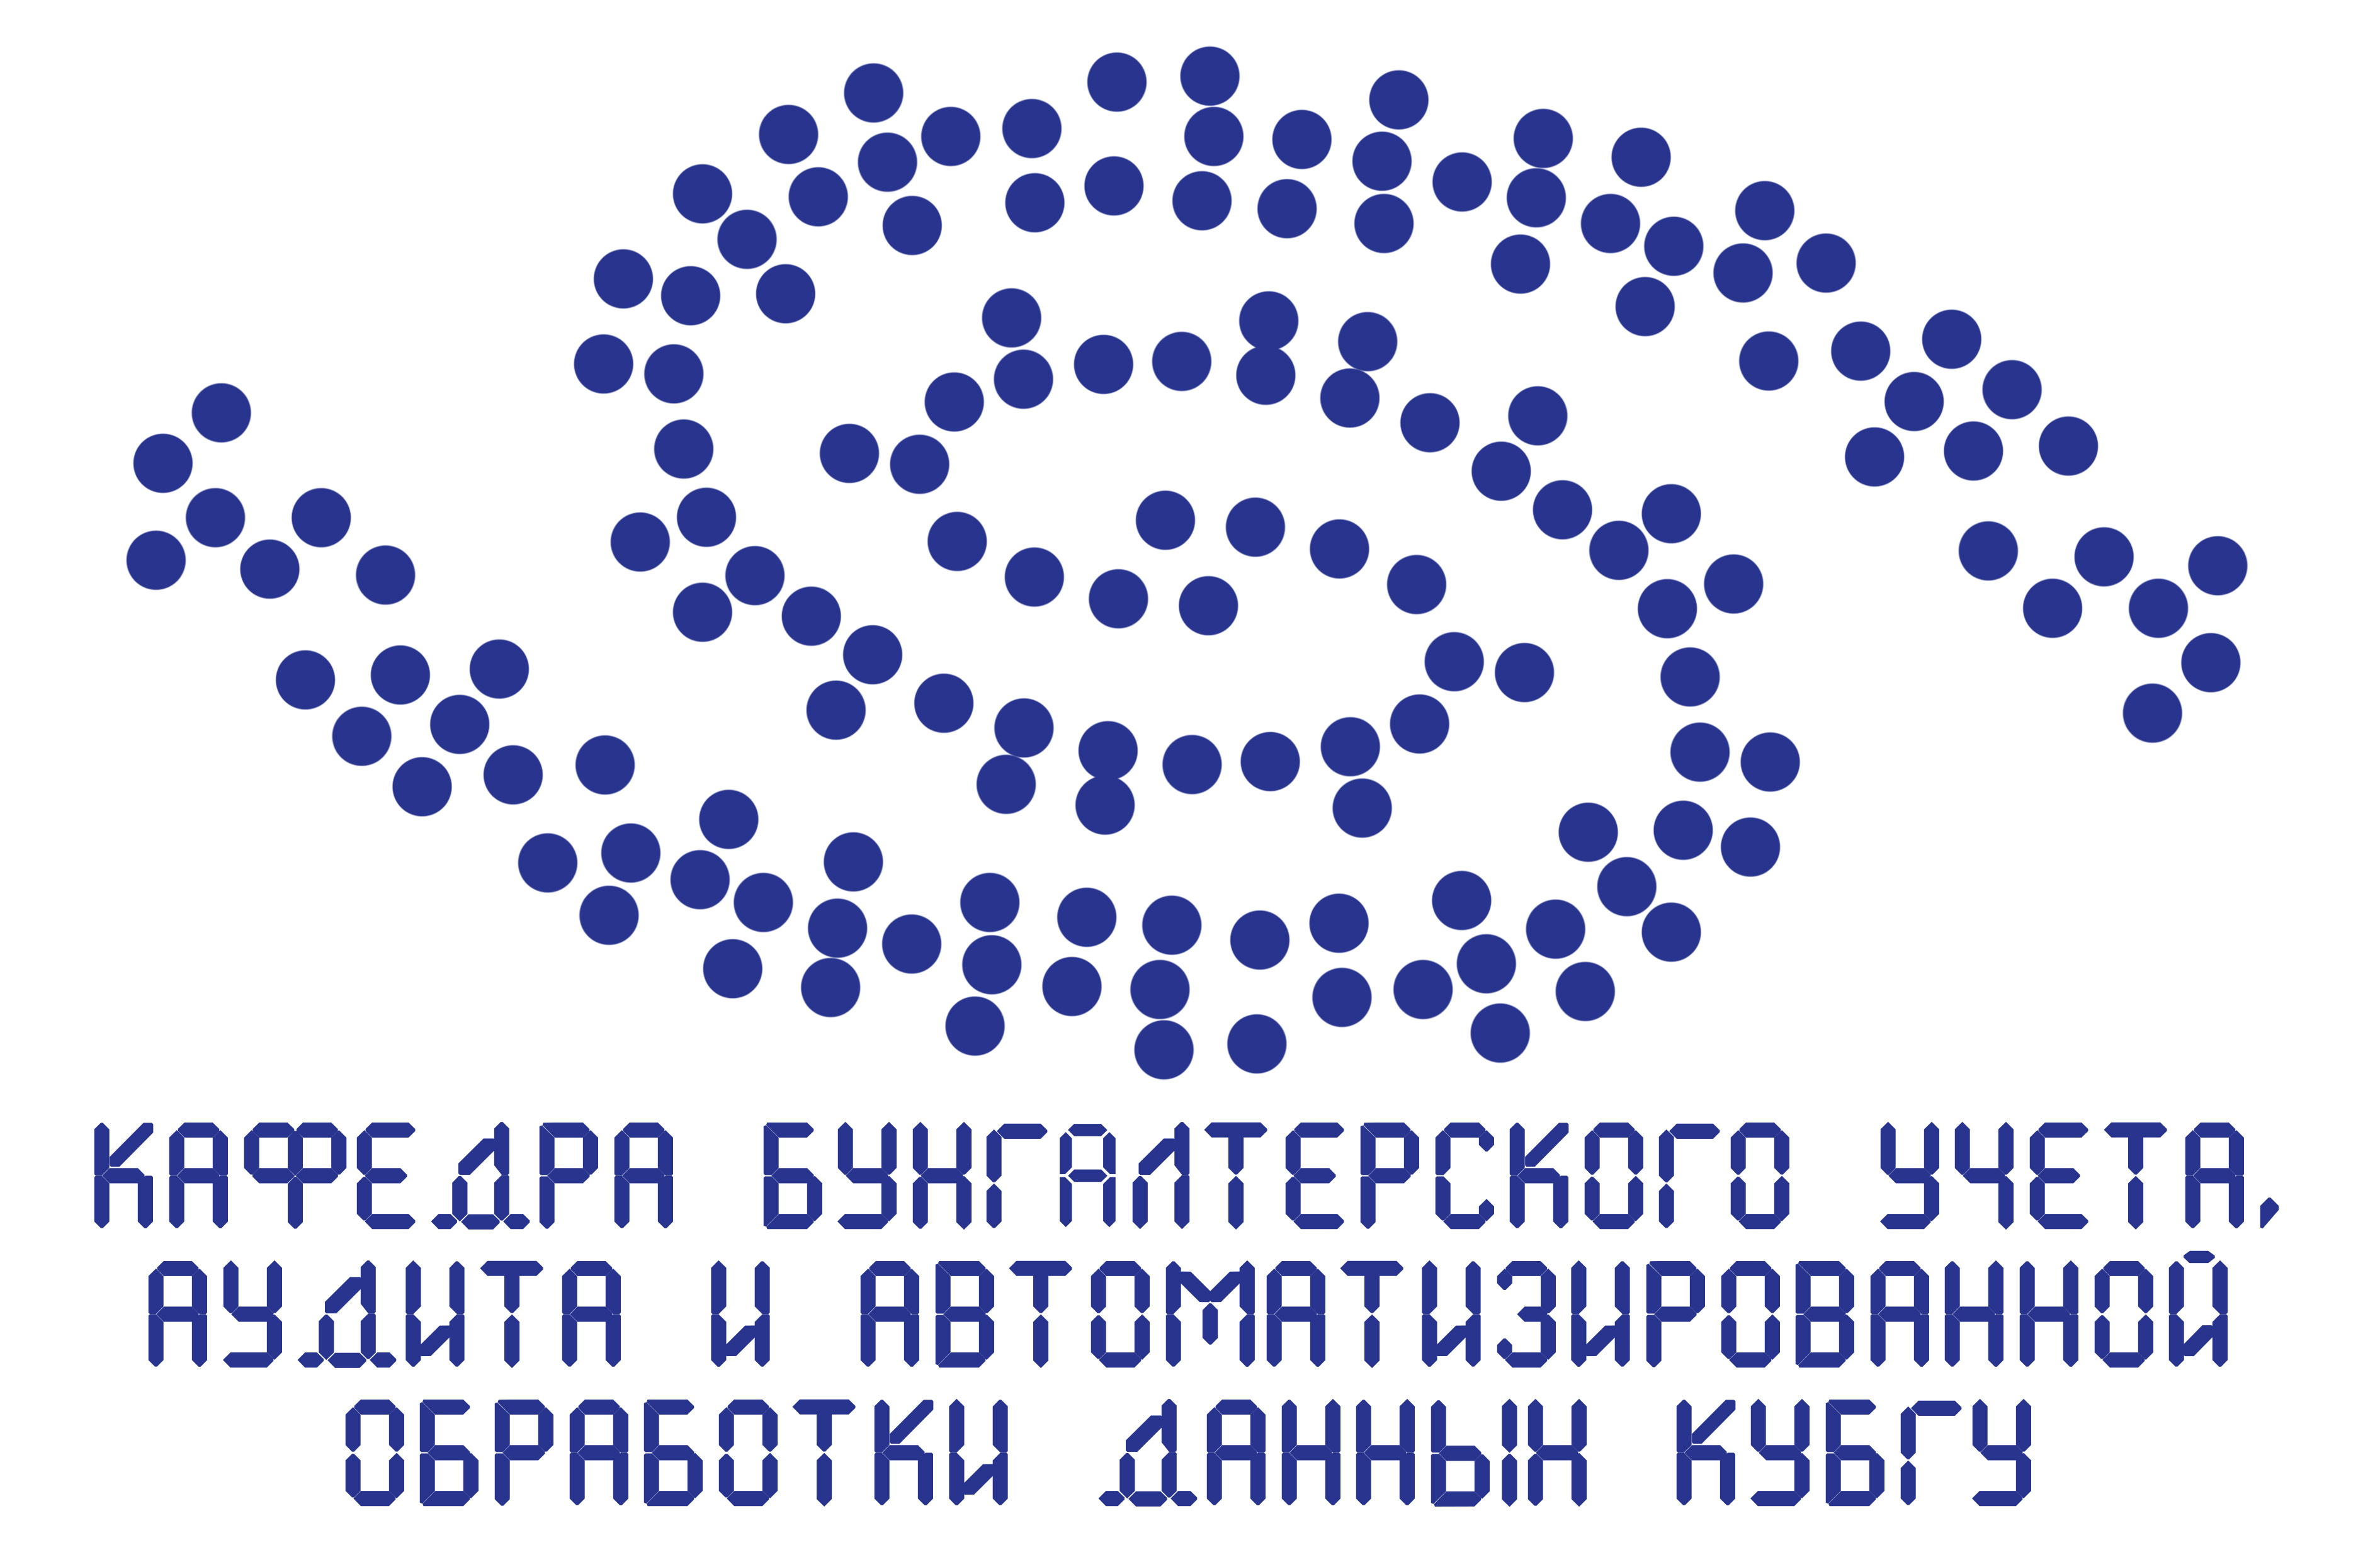 КАФЕДРА БУХГАЛТЕРСКОГО УЧЕТА,
АУДИТА И АВТОМАТИЗИРОВАННОЙ
ОБРАБОТКИ ДАННЫХ КУБГУ